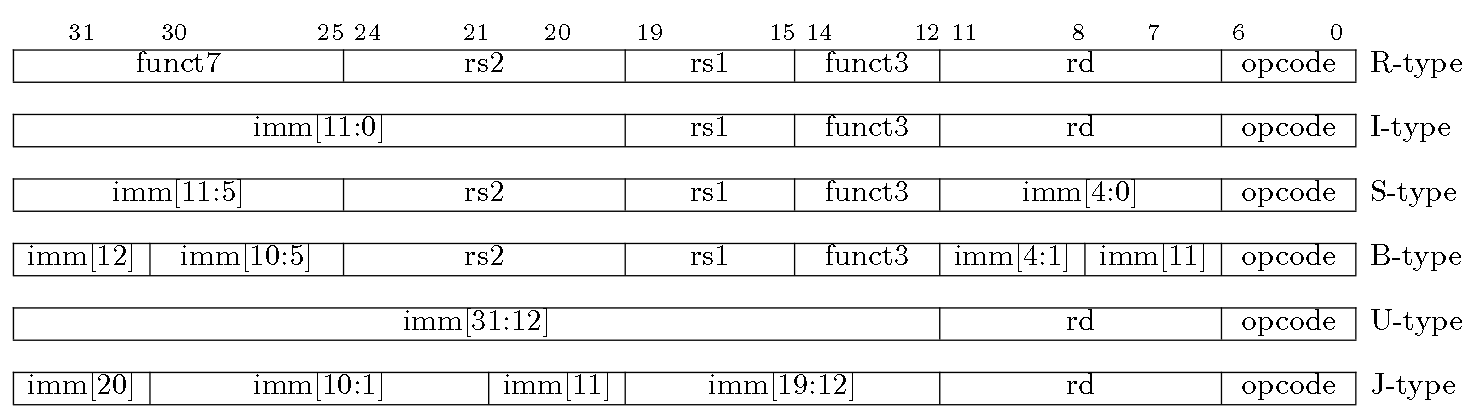 31 30 25 24 21 20 19 15 14 12 11 8 7 6 0
funct7 rs2 rs1 funct3 rd opcode R-type
imm[11:0] rs1 funct3 rd opcode I-type
imm[11:5] rs2 rs1 funct3 imm[4:0] opcode S-type
imm[12] imm[10:5] rs2 rs1 funct3 imm[4:1] imm[11] opcode B-type
imm[31:12] rd opcode U-type
imm[20] imm[10:1] imm[11] imm[19:12] rd opcode J-type